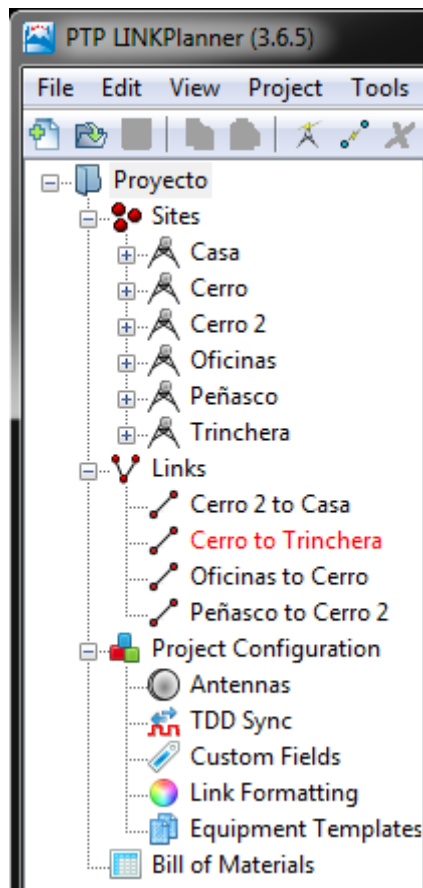 PTP LINKPlanner (3.6.5)
File Edit View Project Tools
Proyecto
Sites
Casa
Cerro
Cerro 2
Oficinas
Peñasco
Trinchera
Links
Cerro 2 to Casa
Cerro to Trinchera
Oficinas to Cerro
Peñasco to Cerro 2
Project Configuration
Antennas
TDD Sync
Custom Fields
Link Formatting
Equipment Templates
Bill of Materials